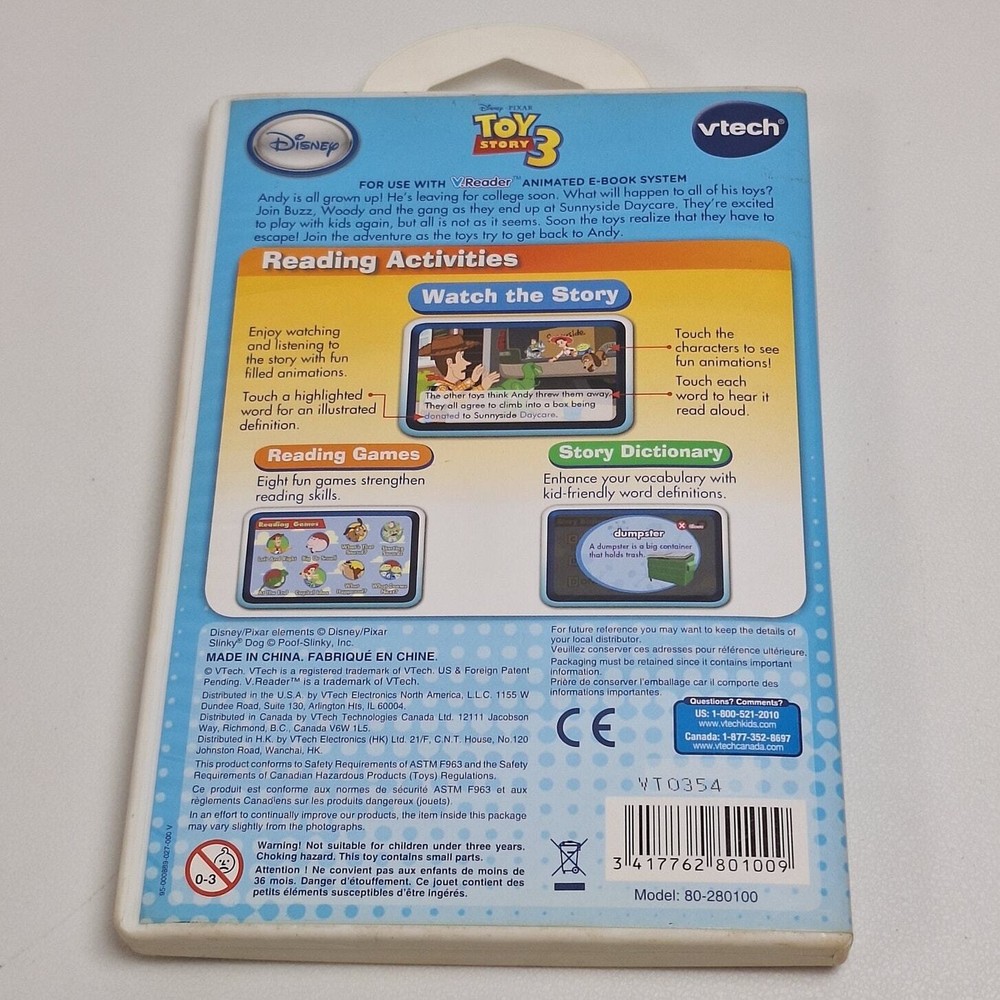 Disney
Disney · PIXAR
TOY
STORY 3
vtech®
FOR USE WITH V.Reader™ ANIMATED E-BOOK SYSTEM
Andy is all grown up! He's leaving for college soon. What will happen to all of his toys?
Join Buzz, Woody and the gang as they end up at Sunnyside Daycare. They're excited
to play with kids again, but all is not as it seems. Soon the toys realize that they have to
escape! Join the adventure as the toys try to get back to Andy.
Reading Activities
Watch the Story
Enjoy watching
and listening to
the story with fun
filled animations.
Touch a highlighted
word for an illustrated
definition.
The other toys think Andy threw them away.
They all agree to climb into a box being
donated to Sunnyside Daycare.
Touch the
characters to see
fun animations!
Touch each
word to hear it
read aloud.
Reading Games
Eight fun games strengthen
reading skills.
Reading Games
Story Dictionary
Enhance your vocabulary with
kid-friendly word definitions.
dumpster
A dumpster is a big container
that holds trash.
Disney/Pixar elements © Disney/Pixar
Slinky® Dog © Poof-Slinky, Inc.
MADE IN CHINA. FABRIQUÉ EN CHINE.
© VTech. VTech is a registered trademark of VTech. US & Foreign Patent
Pending. V.Reader™ is a trademark of VTech.
Distributed in the U.S.A. by VTech Electronics North America, L.L.C. 1155 W
Dundee Road, Suite 130, Arlington Hts, IL 60004.
Distributed in Canada by VTech Technologies Canada Ltd. 12111 Jacobson
Way, Richmond, B.C., Canada V6W 1L5.
Distributed in H.K. by VTech Electronics (HK) Ltd. 21/F, C.N.T. House, No.120
Johnston Road, Wanchai, HK.
This product conforms to Safety Requirements of ASTM F963 and the Safety
Requirements of Canadian Hazardous Products (Toys) Regulations.
Ce produit est conforme aux normes de sécurité ASTM F963 et aux
règlements Canadiens sur les produits dangereux (jouets).
In an effort to continually improve our products, the item inside this package
may vary slightly from the photographs.
0-3
Warning! Not suitable for children under three years.
Choking hazard. This toy contains small parts.
Attention ! Ne convient pas aux enfants de moins de
36 mois. Danger d'étouffement. Ce jouet contient des
petits éléments susceptibles d'être ingérés.
For future reference you may want to keep the details of
your local distributor.
Veuillez conserver ces adresses pour référence ultérieure.
Packaging must be retained since it contains important
information.
Prière de conserver l'emballage car il comporte des
informations importantes.
CE
Questions? Comments?
US: 1-800-521-2010
www.vtechkids.com
Canada: 1-877-352-8697
www.vtechcanada.com
VT0354
3 417762 801009
Model: 80-280100